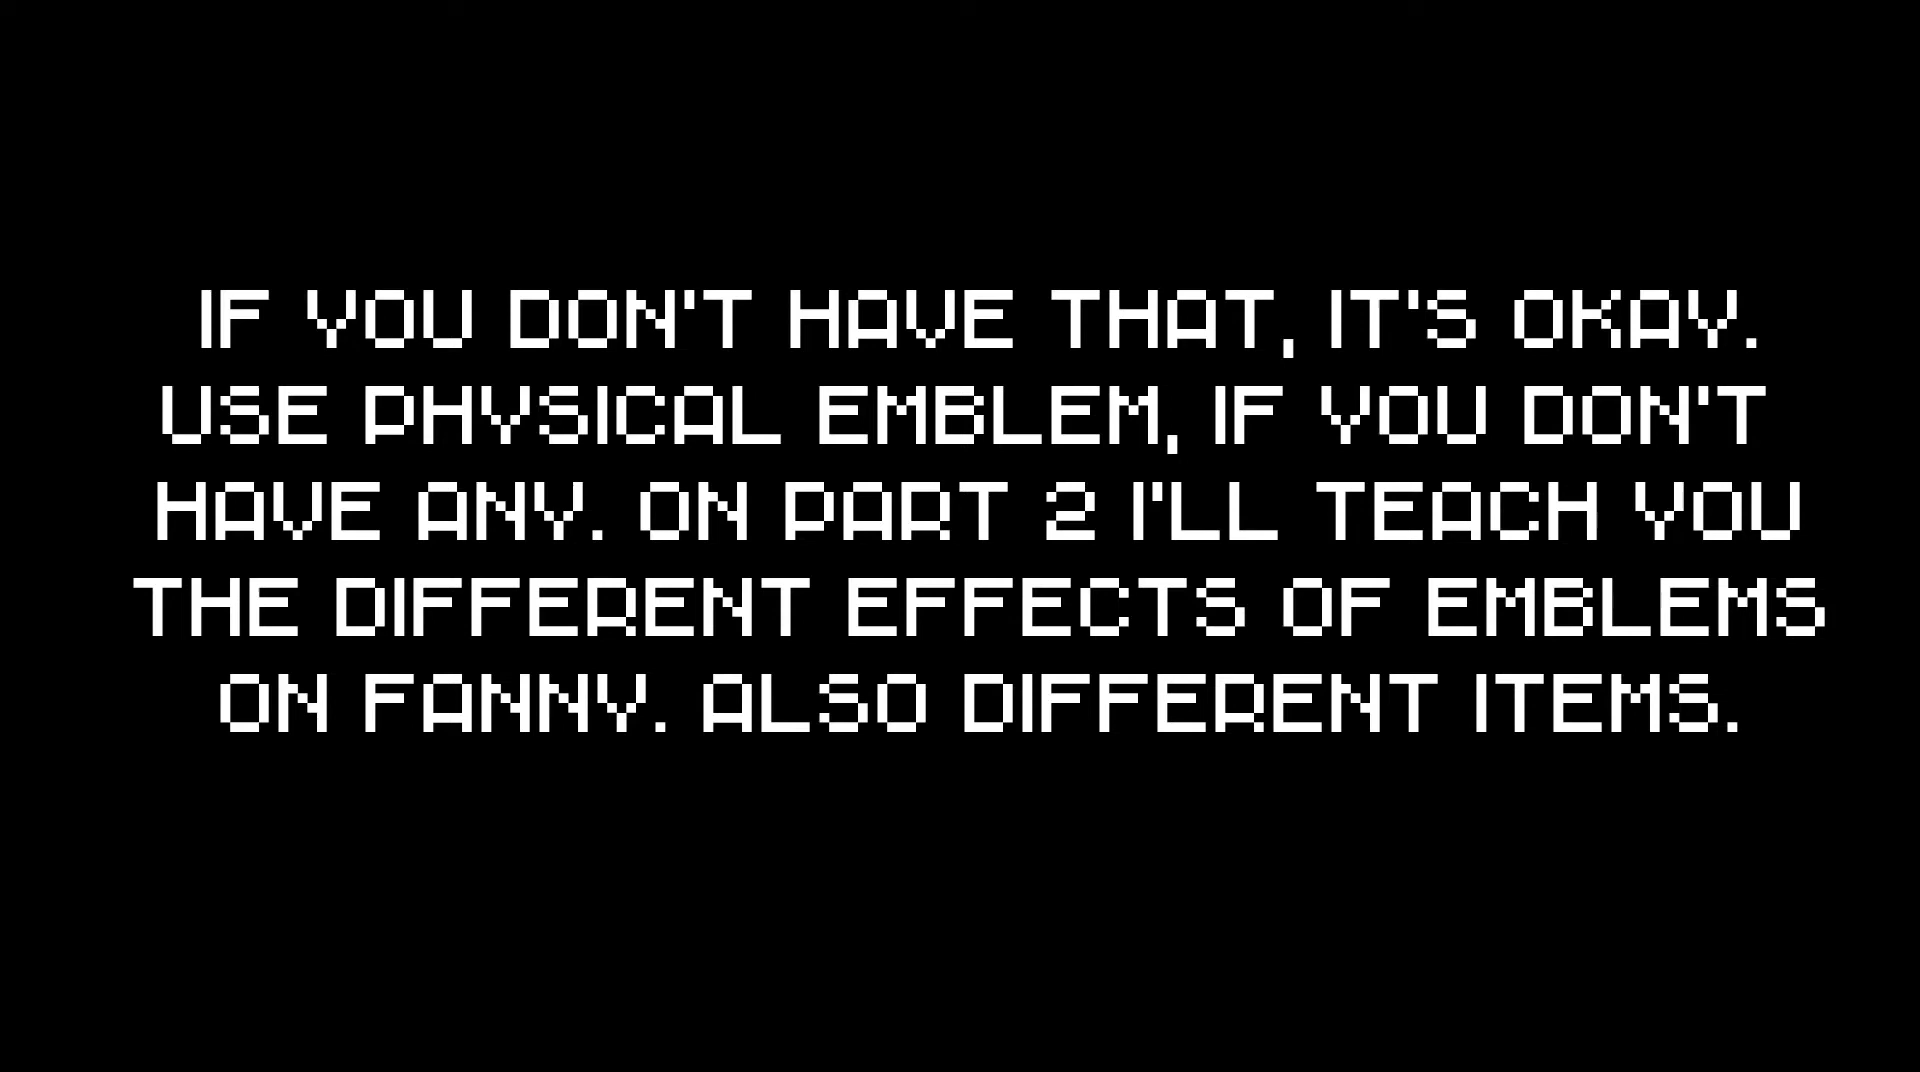 IF YOU DON'T HAVE THAT, IT'S OKAY.
USE PHYSICAL EMBLEM, IF YOU DON'T
HAVE ANY. ON PART 2 I'LL TEACH YOU
THE DIFFERENT EFFECTS OF EMBLEMS
ON FANNY. ALSO DIFFERENT ITEMS.